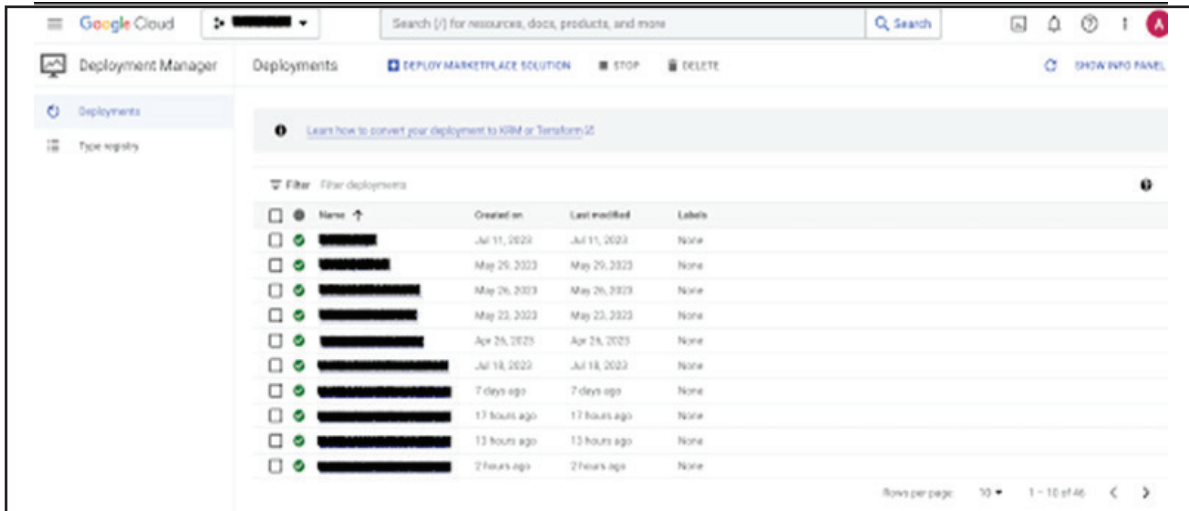 Google Cloud
Search (/) for resources, docs, products, and more
Search
A
Deployment Manager
Deployments
DEPLOY MARKETPLACE SOLUTION
STOP
DELETE
SHOW INFO PANEL
Deployments
Type registry
Learn how to convert your deployment to KRM or Terraform
Filter Filter deployments
Name Created on Last modified Labels
Jul 11, 2023 Jul 11, 2023 None
May 29, 2023 May 29, 2023 None
May 26, 2023 May 26, 2023 None
May 23, 2023 May 23, 2023 None
Apr 26, 2023 Apr 26, 2023 None
Jul 18, 2023 Jul 18, 2023 None
7 days ago 7 days ago None
17 hours ago 17 hours ago None
13 hours ago 13 hours ago None
2 hours ago 2 hours ago None
Rows per page: 10 1 – 10 of 46